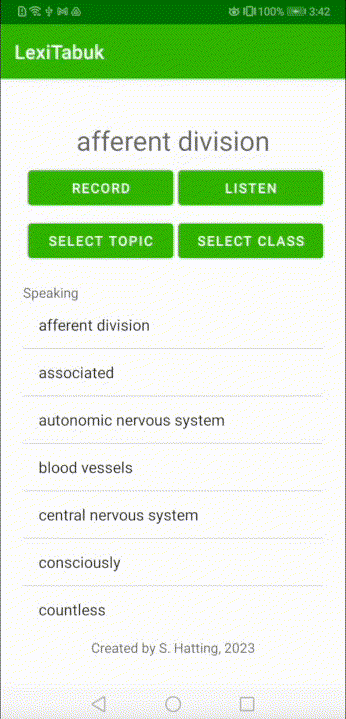 100% 3:42
LexiTabuk
afferent division
RECORD LISTEN
SELECT TOPIC SELECT CLASS
Speaking
afferent division
associated
autonomic nervous system
blood vessels
central nervous system
consciously
countless
Created by S. Hatting, 2023